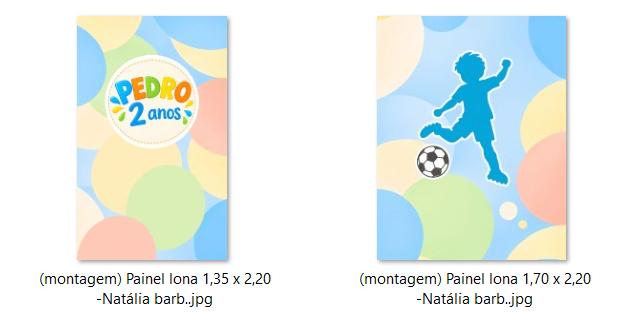 PEDRO
2 anos
(montagem) Painel lona 1,35 x 2,20
-Natália barb..jpg
(montagem) Painel lona 1,70 x 2,20
-Natália barb..jpg